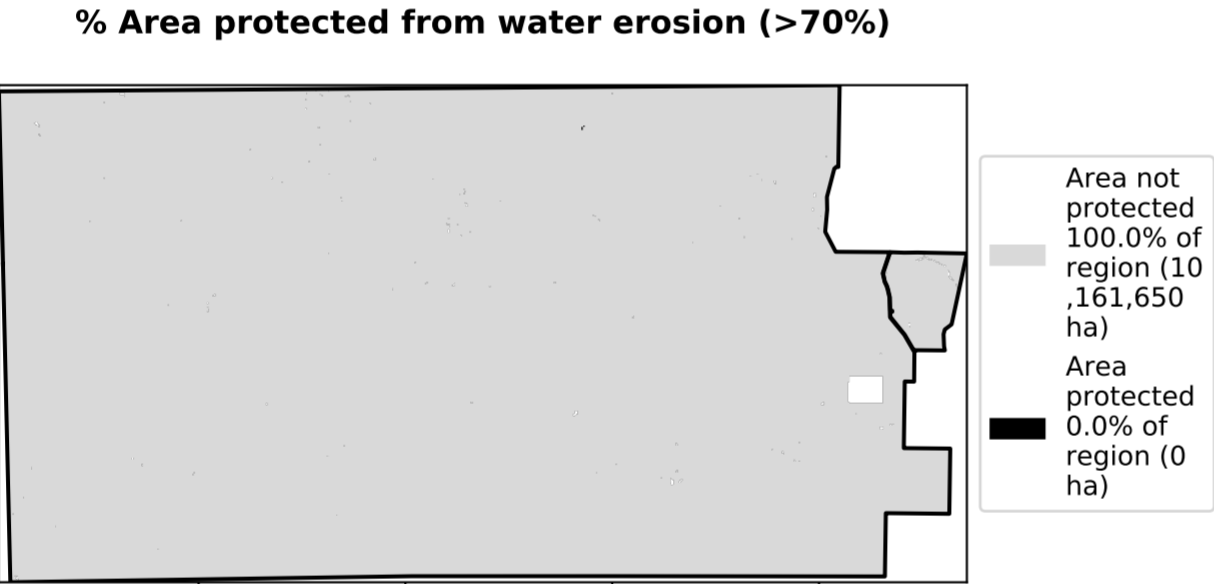 % Area protected from water erosion (>70%)
Area not
protected
100.0% of
region (10
,161,650
ha)
Area
protected
0.0% of
region (0
ha)